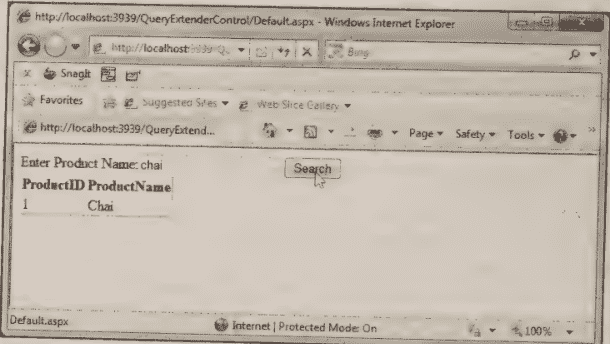 http://localhost:3939/QueryExtenderControl/Default.aspx - Windows Internet Explorer
http://localhost:3939/Qu
Bing
SnagIt
Favorites Suggested Sites Web Slice Gallery
http://localhost:3939/QueryExtend...
Page Safety Tools
Enter Product Name: chai
Search
ProductID ProductName
1 Chai
Default.aspx
Internet | Protected Mode: On
100%